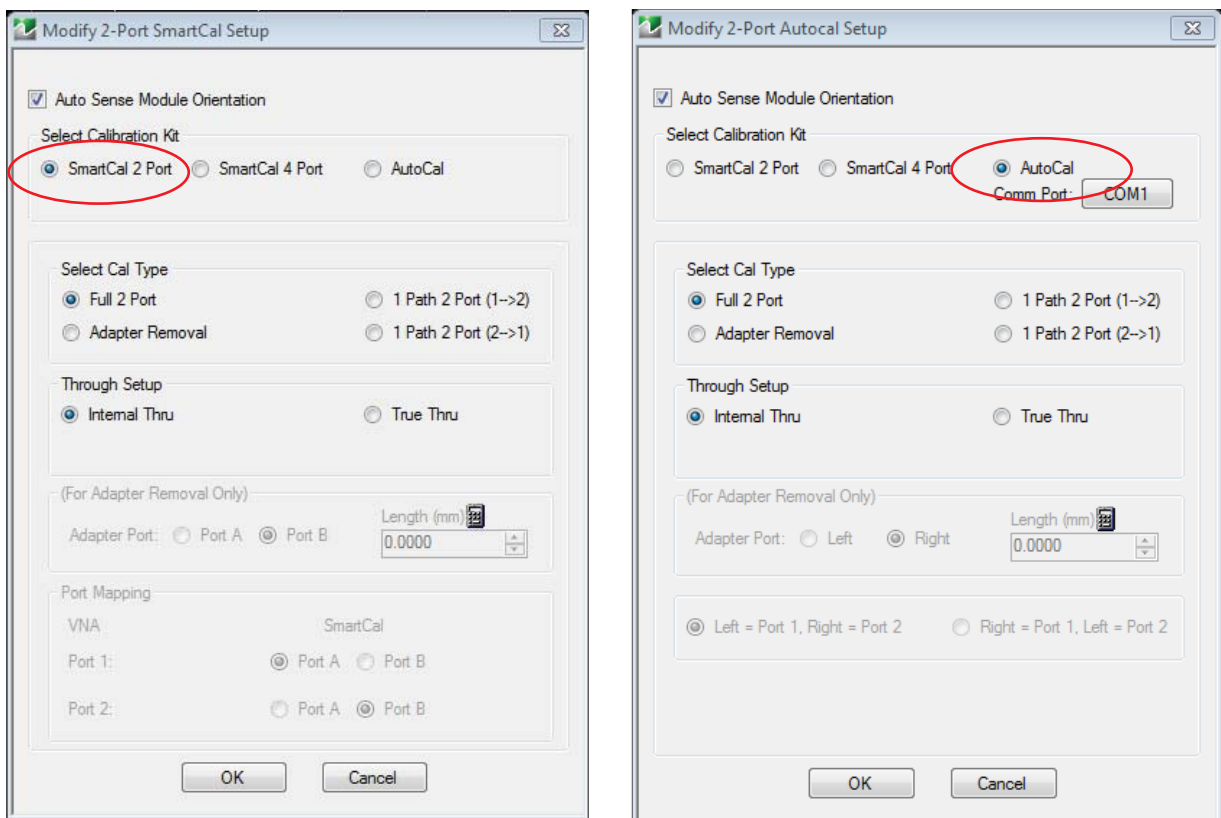 Modify 2-Port SmartCal Setup
Auto Sense Module Orientation
Select Calibration Kit
SmartCal 2 Port SmartCal 4 Port AutoCal
Select Cal Type
Full 2 Port 1 Path 2 Port (1-->2)
Adapter Removal 1 Path 2 Port (2-->1)
Through Setup
Internal Thru True Thru
(For Adapter Removal Only)
Length (mm)
Adapter Port: Port A Port B 0.0000
Port Mapping
VNA SmartCal
Port 1: Port A Port B
Port 2: Port A Port B
OK Cancel
Modify 2-Port Autocal Setup
Auto Sense Module Orientation
Select Calibration Kit
SmartCal 2 Port SmartCal 4 Port AutoCal
Comm Port: COM1
Select Cal Type
Full 2 Port 1 Path 2 Port (1-->2)
Adapter Removal 1 Path 2 Port (2-->1)
Through Setup
Internal Thru True Thru
(For Adapter Removal Only)
Length (mm)
Adapter Port: Left Right 0.0000
Left = Port 1, Right = Port 2 Right = Port 1, Left = Port 2
OK Cancel